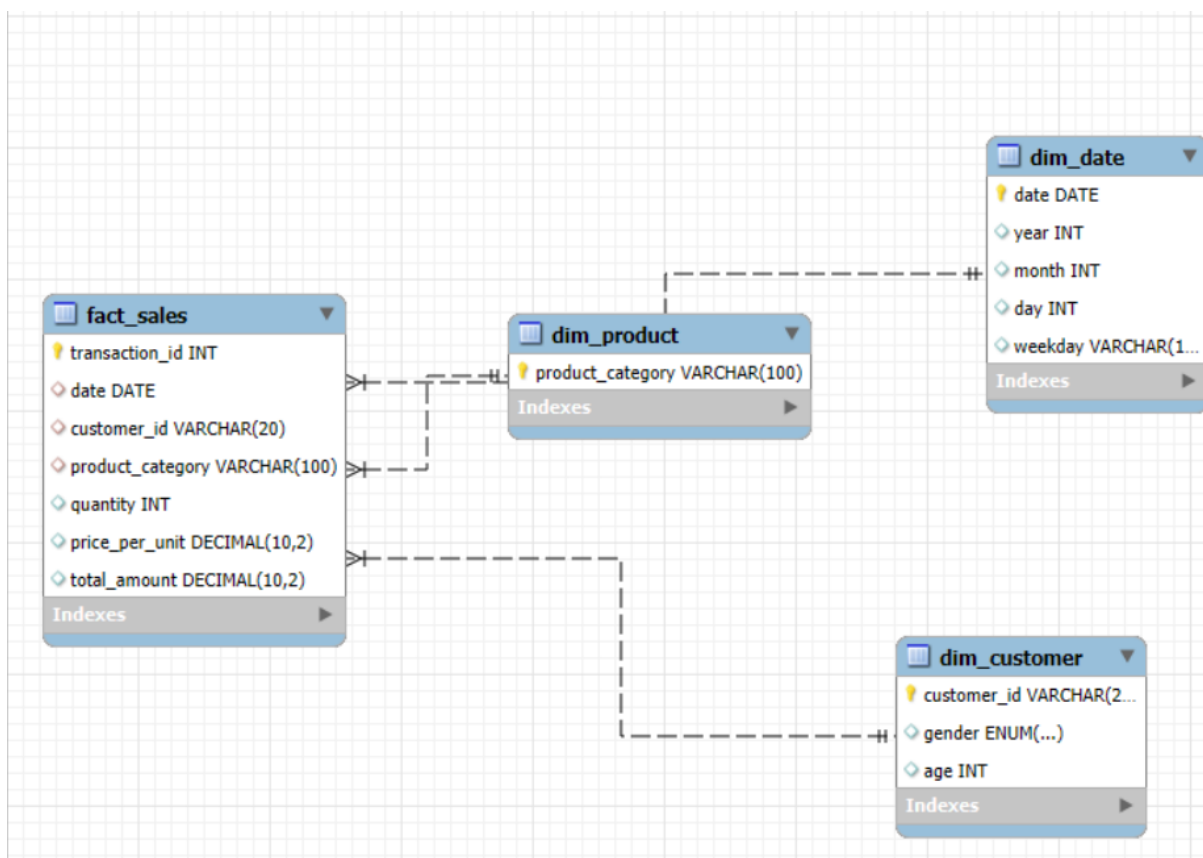 fact_sales
transaction_id INT
date DATE
customer_id VARCHAR(20)
product_category VARCHAR(100)
quantity INT
price_per_unit DECIMAL(10,2)
total_amount DECIMAL(10,2)
Indexes
dim_product
product_category VARCHAR(100)
Indexes
dim_date
date DATE
year INT
month INT
day INT
weekday VARCHAR(1...
Indexes
dim_customer
customer_id VARCHAR(2...
gender ENUM(...)
age INT
Indexes